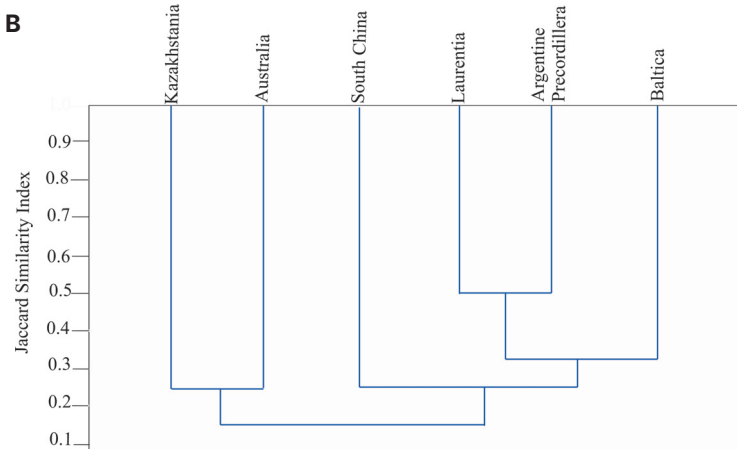 B
Kazakhstania
Australia
South China
Laurentia
Argentine
Precordillera
Baltica
Jaccard Similarity Index
1.0
0.9
0.8
0.7
0.6
0.5
0.4
0.3
0.2
0.1